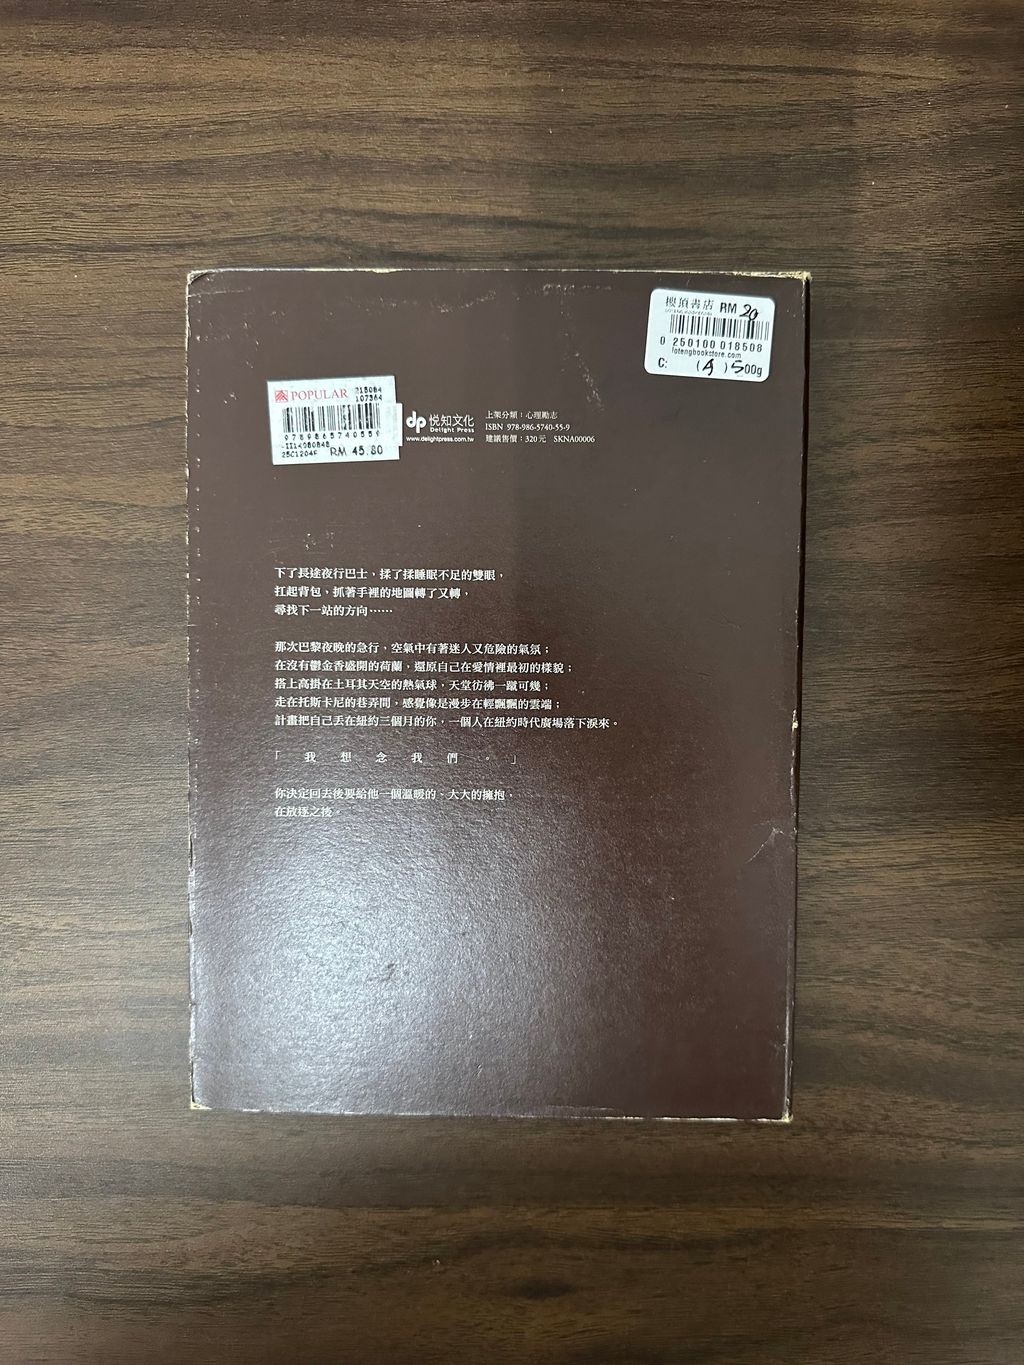 樓頂書店 RM 20
0 250100 018508
lotengbookstore.com
C: (A) 500g
POPULAR 215084
107364
9789865740559
25C1204F RM 45.80
dp 悦知文化
Delight Press
www.delightpress.com.tw
上架分類：心理勵志
ISBN 978-986-5740-55-9
建議售價：320元 SKNA00006
下了長途夜行巴士，揉了揉睡眠不足的雙眼，
扛起背包、抓著手裡的地圖轉了又轉，
尋找下一站的方向……
那次巴黎夜晚的急行，空氣中有著迷人又危險的氣氛；
在沒有鬱金香盛開的荷蘭，還原自己在愛情裡最初的樣貌；
搭上高掛在土耳其天空的熱氣球，天堂彷彿一蹴可幾；
走在托斯卡尼的巷弄間，感覺像是漫步在輕飄飄的雲端；
計畫把自己丟在紐約三個月的你，一個人在紐約時代廣場落下淚來。
「我想念我們。」
你決定回去後要給他一個溫暖的、大大的擁抱，
在放逐之後。